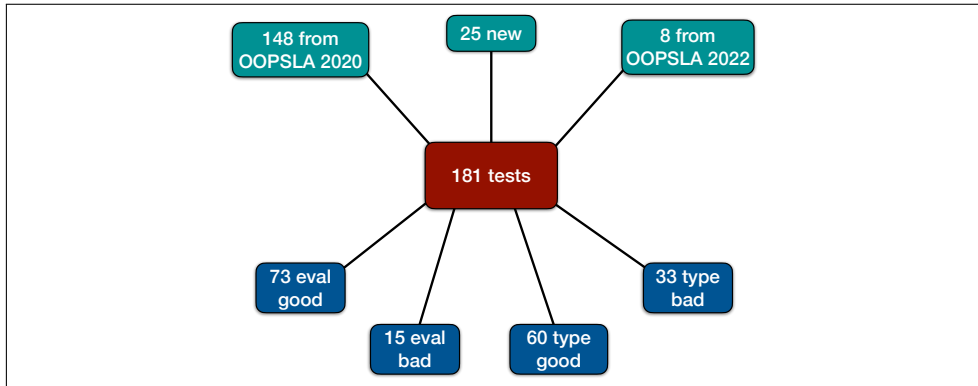 148 from
OOPSLA 2020
25 new
8 from
OOPSLA 2022
181 tests
73 eval
good
15 eval
bad
60 type
good
33 type
bad